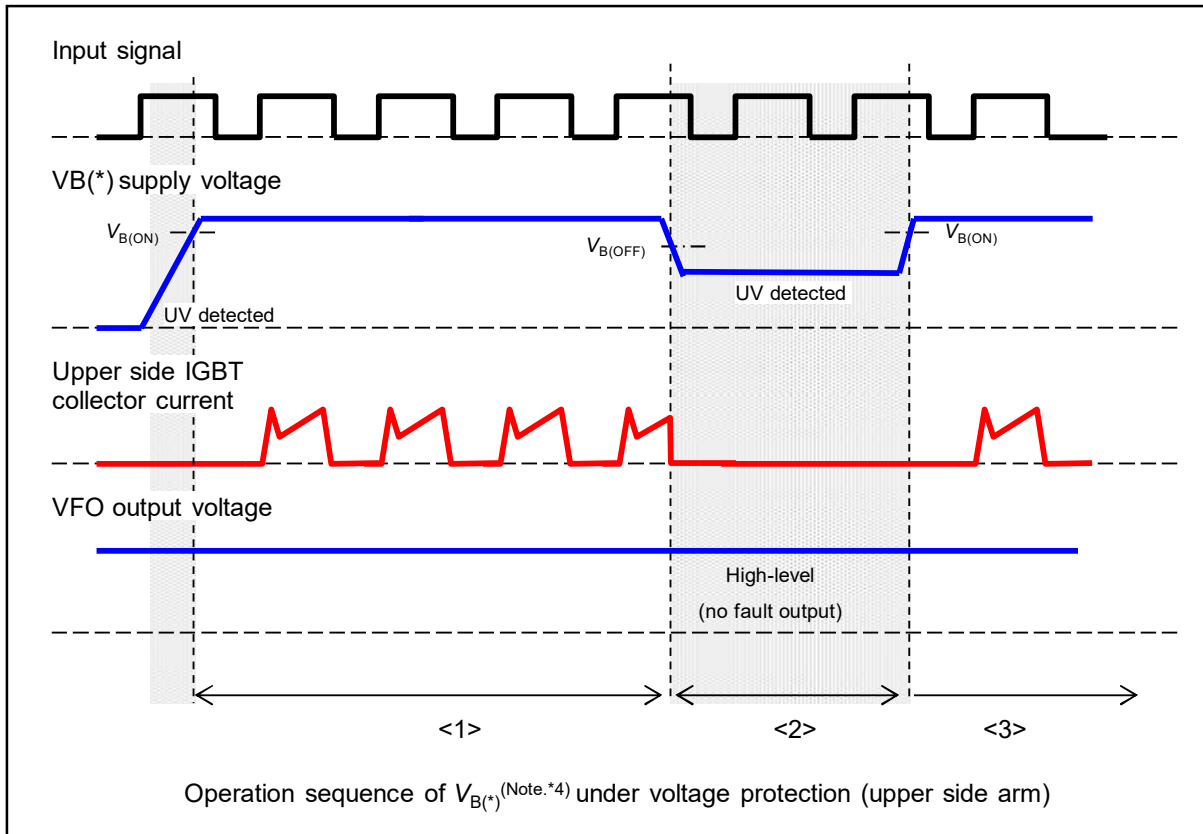 Input signal
VB(*) supply voltage
VB(ON)
VB(OFF)
VB(ON)
UV detected
UV detected
Upper side IGBT
collector current
VFO output voltage
High-level
(no fault output)
<1>
<2>
<3>
Operation sequence of VB(*)(Note.*4) under voltage protection (upper side arm)